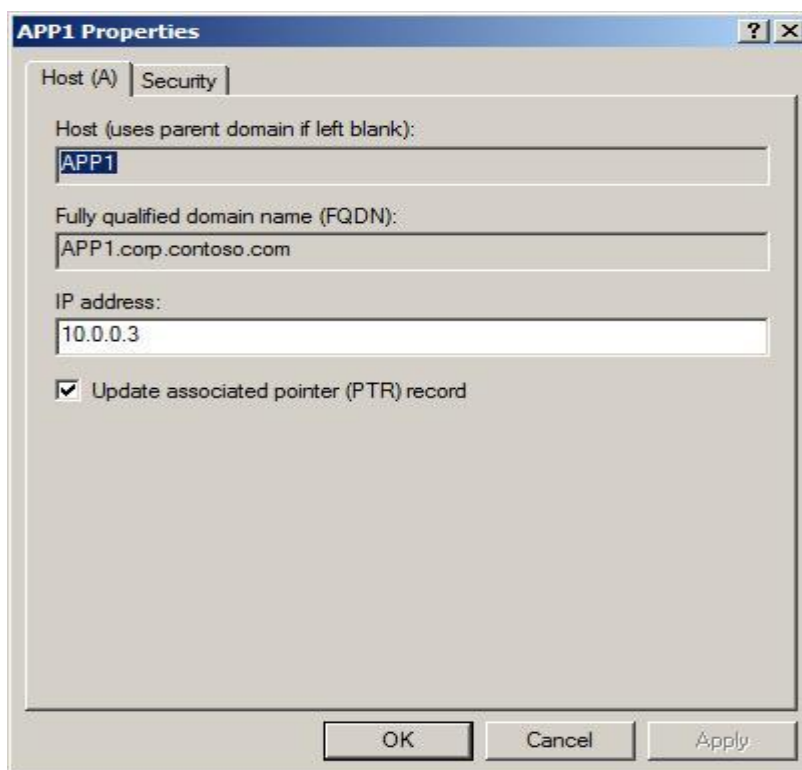 APP1 Properties
Host (A) Security
Host (uses parent domain if left blank):
APP1
Fully qualified domain name (FQDN):
APP1.corp.contoso.com
IP address:
10.0.0.3
Update associated pointer (PTR) record
OK Cancel Apply